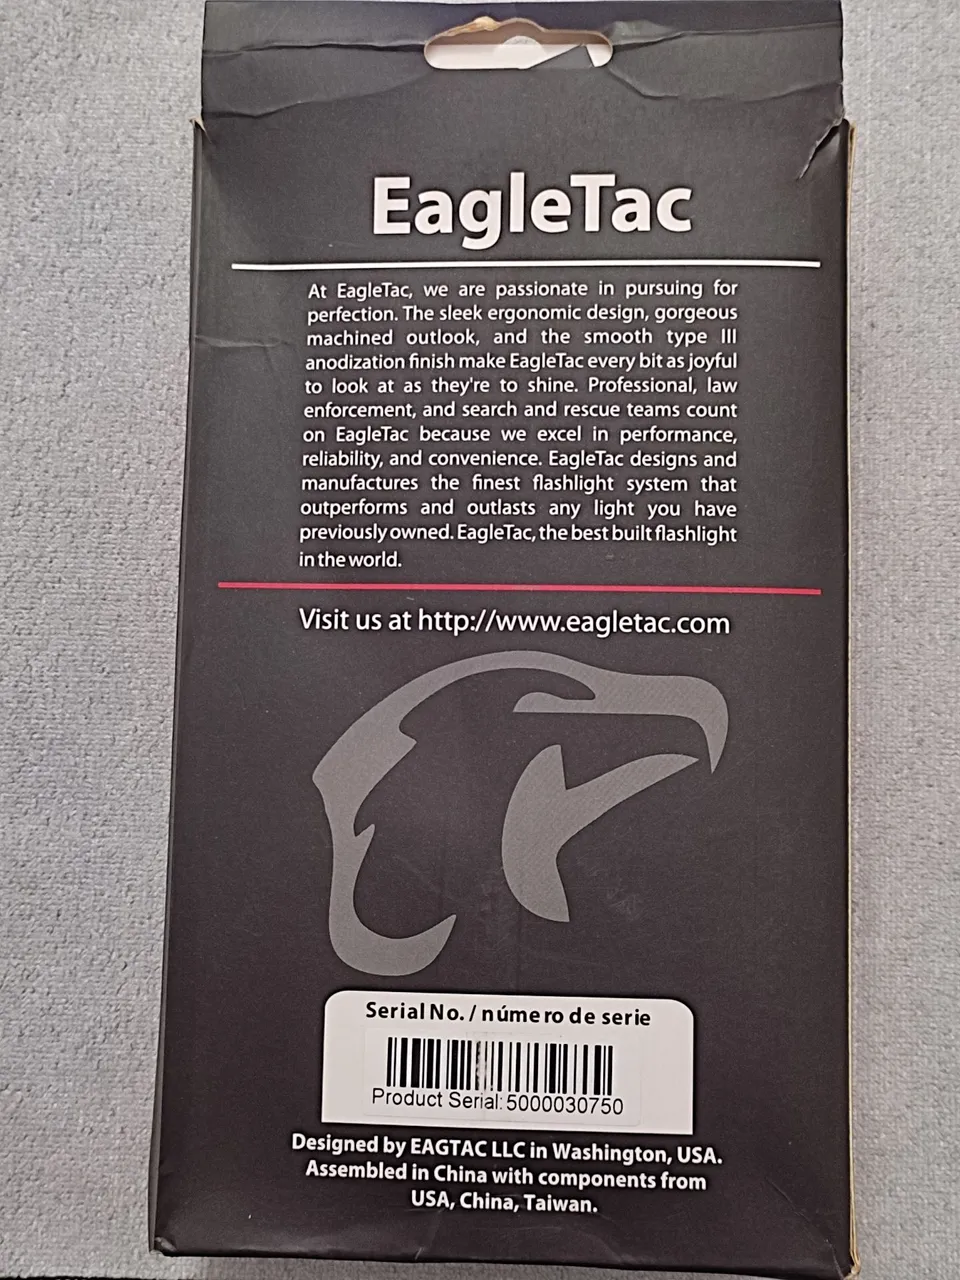 EagleTac
At EagleTac, we are passionate in pursuing for
perfection. The sleek ergonomic design, gorgeous
machined outlook, and the smooth type III
anodization finish make EagleTac every bit as joyful
to look at as they're to shine. Professional, law
enforcement, and search and rescue teams count
on EagleTac because we excel in performance,
reliability, and convenience. EagleTac designs and
manufactures the finest flashlight system that
outperforms and outlasts any light you have
previously owned. EagleTac, the best built flashlight
in the world.
Visit us at http://www.eagletac.com
Serial No. / número de serie
Product Serial: 5000030750
Designed by EAGTAC LLC in Washington, USA.
Assembled in China with components from
USA, China, Taiwan.